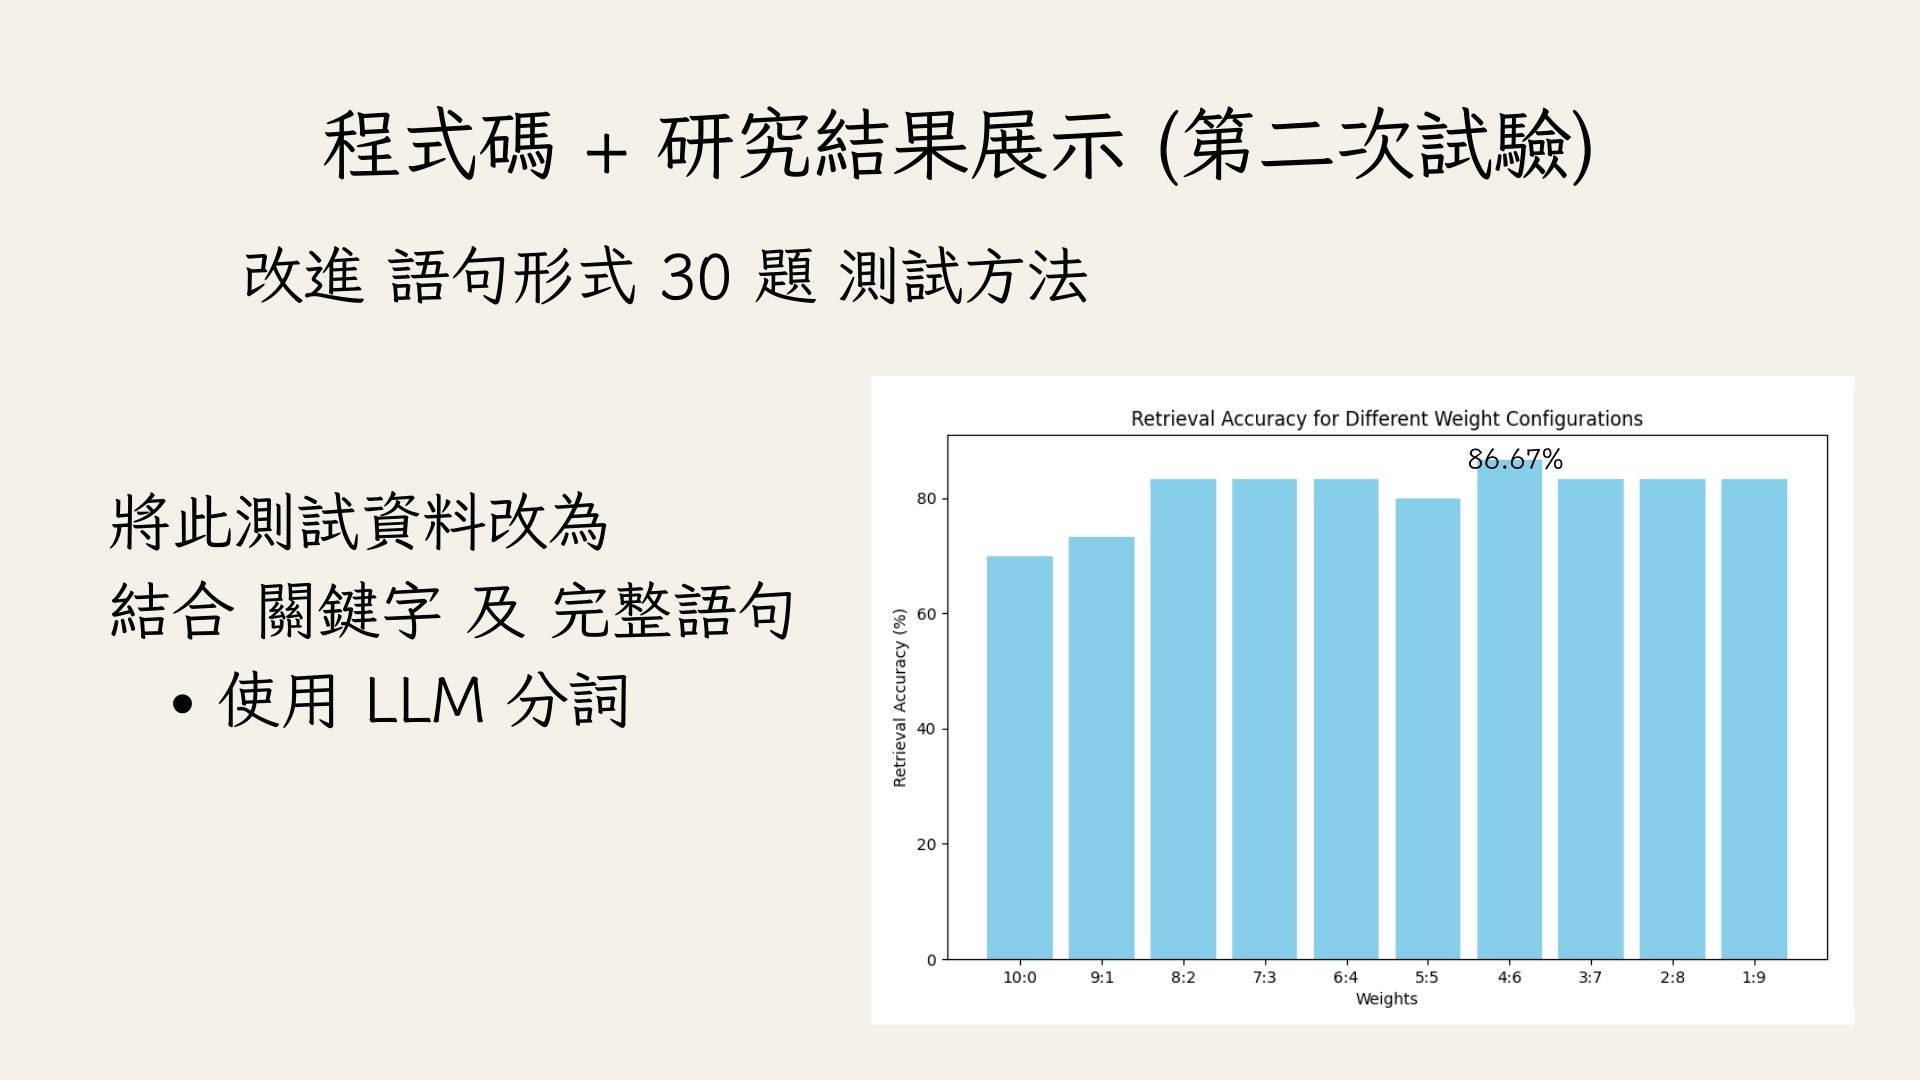 程式碼 + 研究結果展示 (第二次試驗)
改進 語句形式 30 題 測試方法
將此測試資料改為
結合 關鍵字 及 完整語句
• 使用 LLM 分詞
Retrieval Accuracy for Different Weight Configurations
86.67%
Retrieval Accuracy (%)
80
60
40
20
0
10:0 9:1 8:2 7:3 6:4 5:5 4:6 3:7 2:8 1:9
Weights